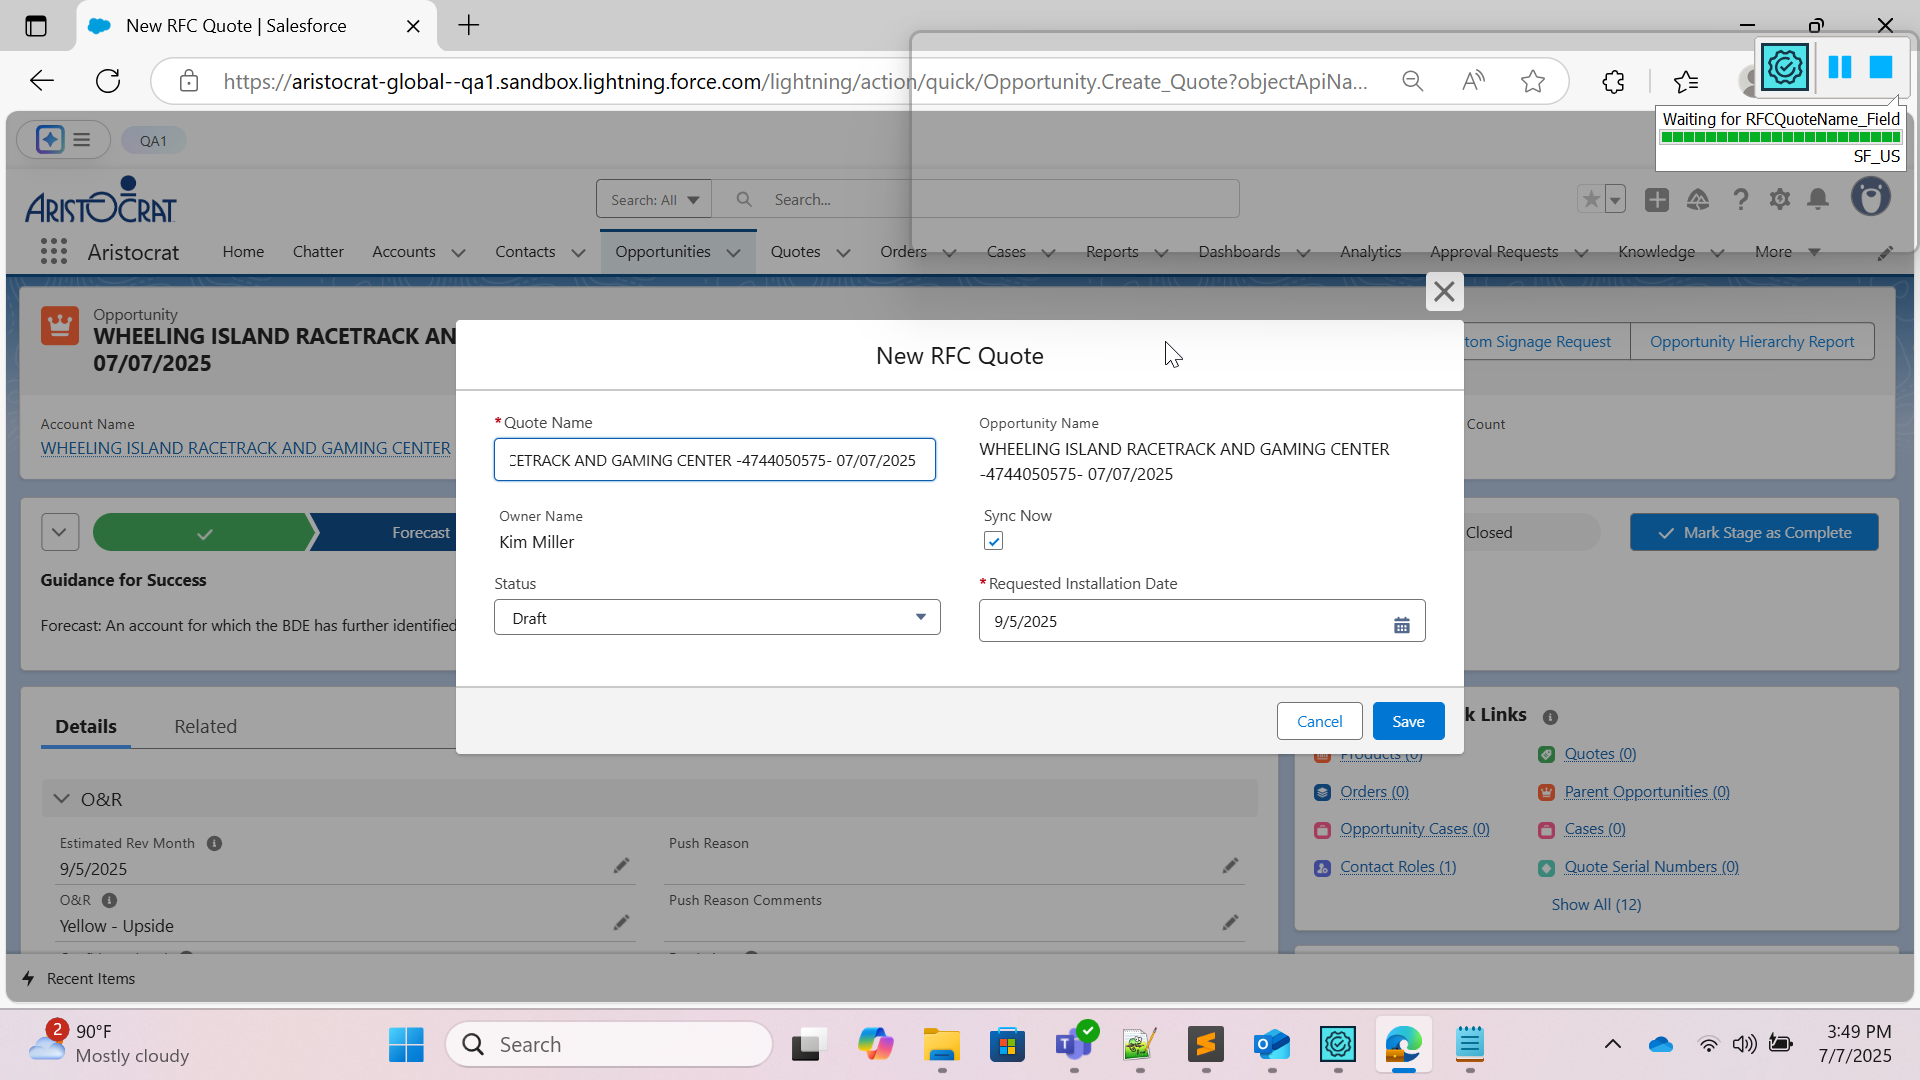 New RFC Quote | Salesforce
https://aristocrat-global--qa1.sandbox.lightning.force.com/lightning/action/quick/Opportunity.Create_Quote?objectApiNa...
Waiting for RFCQuoteName_Field
SF_US
QA1
ARISTOCRAT
Search: All
Search...
Aristocrat
Home
Chatter
Accounts
Contacts
Opportunities
Quotes
Orders
Cases
Reports
Dashboards
Analytics
Approval Requests
Knowledge
More
Opportunity
WHEELING ISLAND RACETRACK AN
07/07/2025
tom Signage Request
Opportunity Hierarchy Report
Account Name
WHEELING ISLAND RACETRACK AND GAMING CENTER
Count
New RFC Quote
*Quote Name
CETRACK AND GAMING CENTER -4744050575- 07/07/2025
Opportunity Name
WHEELING ISLAND RACETRACK AND GAMING CENTER
-4744050575- 07/07/2025
Owner Name
Kim Miller
Sync Now
Status
Draft
*Requested Installation Date
9/5/2025
Cancel
Save
Forecast
Closed
Mark Stage as Complete
Guidance for Success
Forecast: An account for which the BDE has further identified
Details
Related
O&R
Estimated Rev Month
9/5/2025
Push Reason
O&R
Yellow - Upside
Push Reason Comments
k Links
Products (0)
Quotes (0)
Orders (0)
Parent Opportunities (0)
Opportunity Cases (0)
Cases (0)
Contact Roles (1)
Quote Serial Numbers (0)
Show All (12)
Recent Items
2
90°F
Mostly cloudy
Search
3:49 PM
7/7/2025